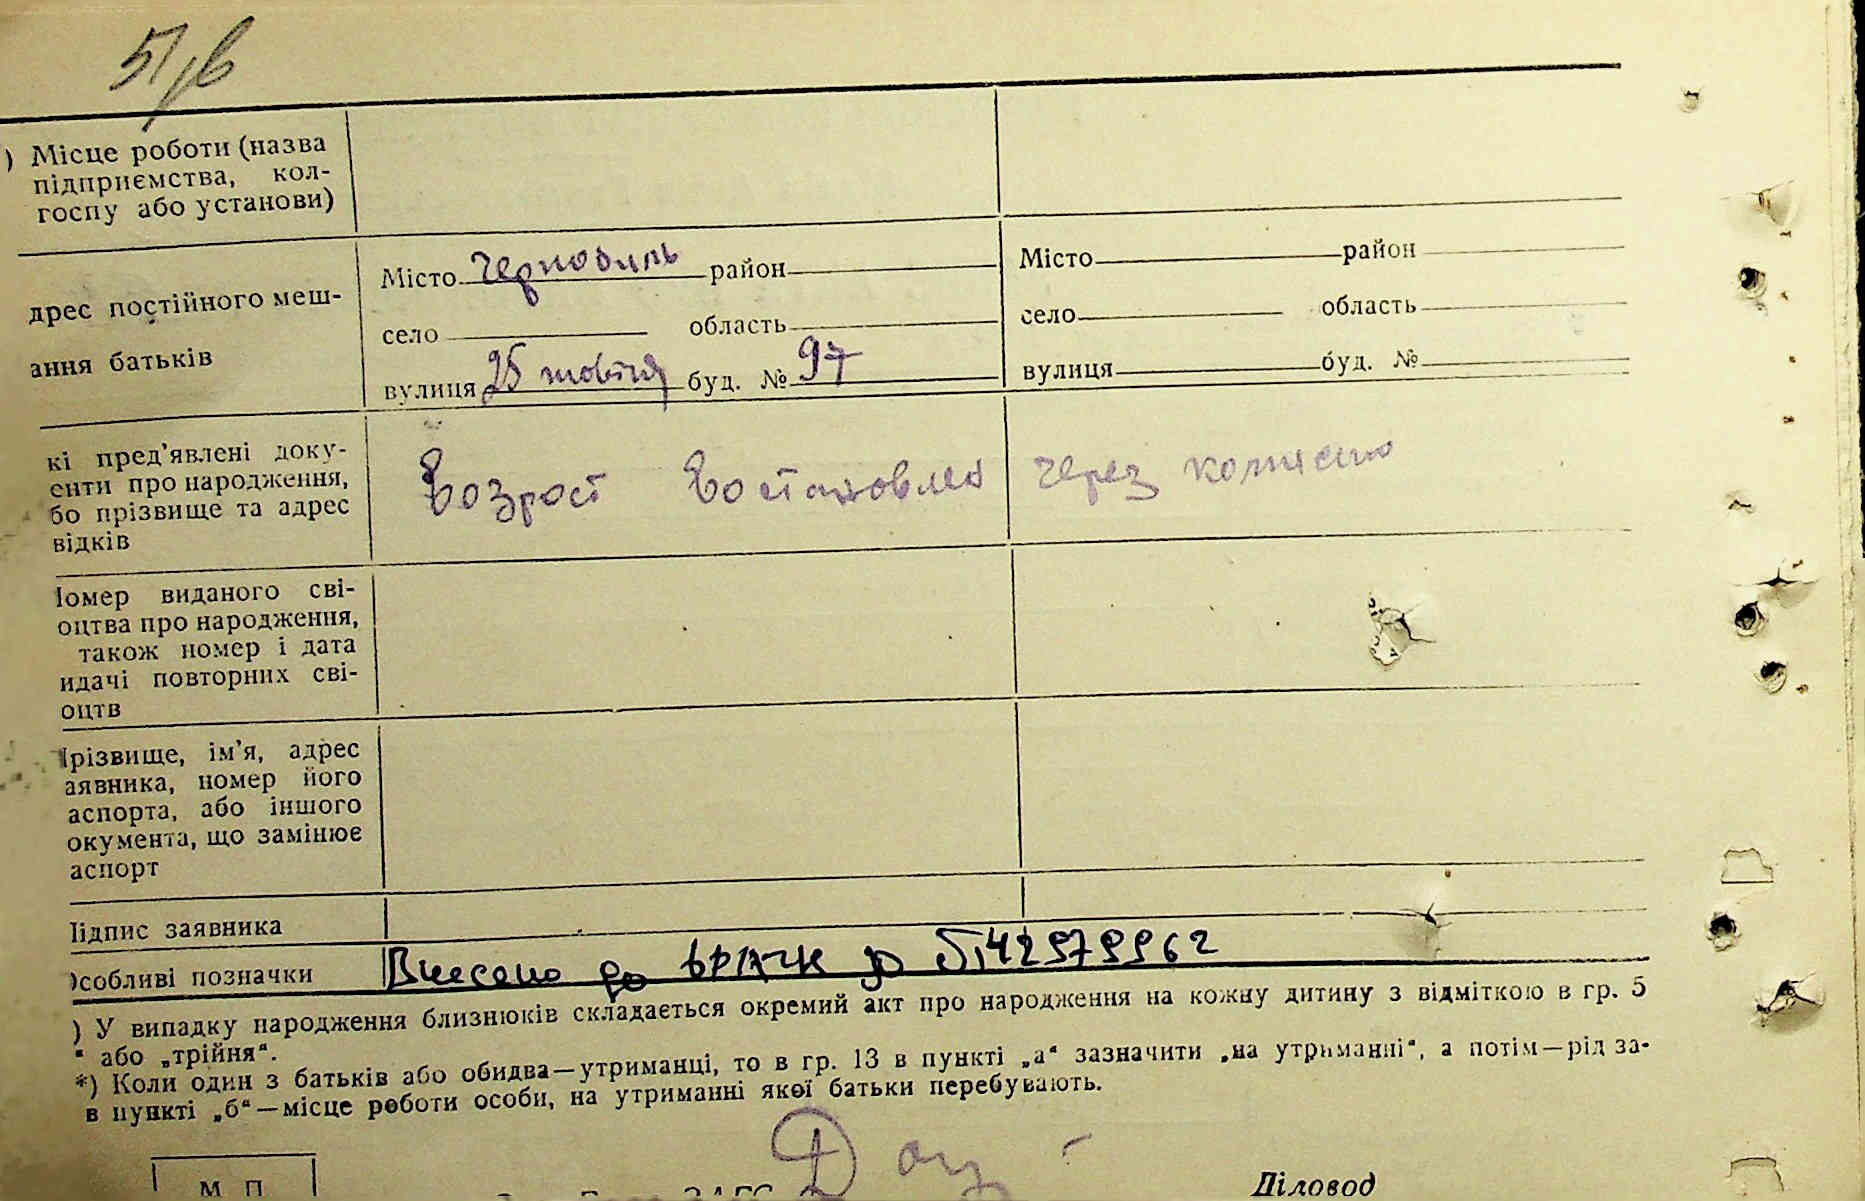 ) Місце роботи (назва
підприємства, кол-
госпу або установи)
дрес постійного меш-
ання батьків
Місто Чернобиль район
село область
вулиця 25 жовтня буд. № 97
Місто район
село область
вулиця буд. №
кі пред'явлені доку-
енти про народження,
бо прізвище та адрес
відків
Возрост востановлен через комисию
Номер виданого сві-
оцтва про народження,
також номер і дата
идачі повторних сві-
оцтв
Прізвище, ім'я, адрес
аявника, номер його
аспорта, або іншого
окумента, що замінює
аспорт
Підпис заявника
Особливі позначки
Внесено до
) У випадку народження близнюків складається окремий акт про народження на кожну дитину з відміткою в гр. 5
" або „трійня".
*) Коли один з батьків або обидва—утриманці, то в гр. 13 в пункті „а" зазначити „на утриманні", а потім—рід за-
в пункті „б"—місце роботи особи, на утриманні якої батьки перебувають.
М П
Діловод